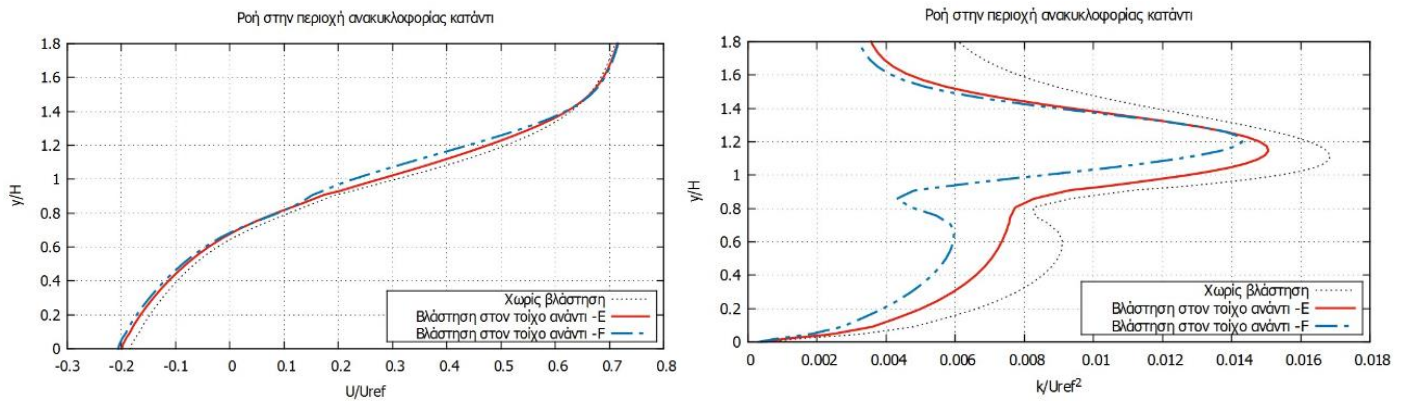 Ροή στην περιοχή ανακυκλοφορίας κατάντι
1.8
1.6
1.4
1.2
1
0.8
0.6
0.4
0.2
0
y/H
-0.3 -0.2 -0.1 0 0.1 0.2 0.3 0.4 0.5 0.6 0.7 0.8
U/Uref
Χωρίς βλάστηση
Βλάστηση στον τοίχο ανάντι -E
Βλάστηση στον τοίχο ανάντι -F
Ροή στην περιοχή ανακυκλοφορίας κατάντι
1.8
1.6
1.4
1.2
1
0.8
0.6
0.4
0.2
0
y/H
0 0.002 0.004 0.006 0.008 0.01 0.012 0.014 0.016 0.018
k/Uref²
Χωρίς βλάστηση
Βλάστηση στον τοίχο ανάντι -E
Βλάστηση στον τοίχο ανάντι -F